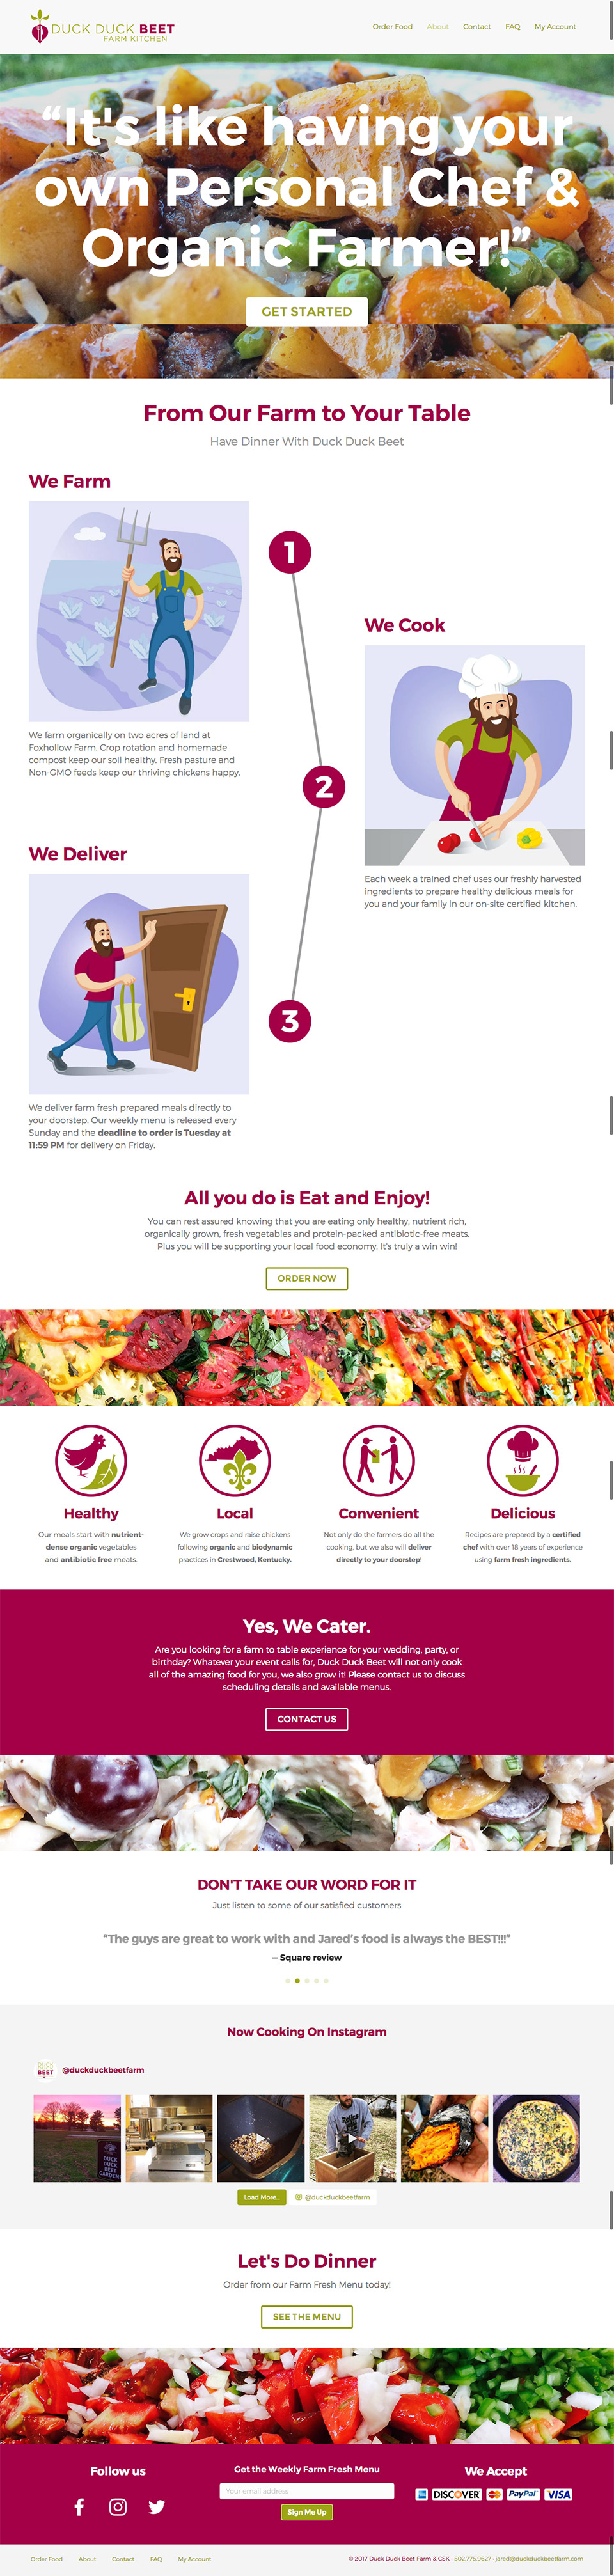 DUCK DUCK BEET
FARM KITCHEN
Order Food About Contact FAQ My Account
“It's like having your
own Personal Chef &
Organic Farmer!”
GET STARTED
From Our Farm to Your Table
Have Dinner With Duck Duck Beet
We Farm
1
We farm organically on two acres of land at
Foxhollow Farm. Crop rotation and homemade
compost keep our soil healthy. Fresh pasture and
Non-GMO feeds keep our thriving chickens happy.
We Cook
2
Each week a trained chef uses our freshly harvested
ingredients to prepare healthy delicious meals for
you and your family in our on-site certified kitchen.
We Deliver
3
We deliver farm fresh prepared meals directly to
your doorstep. Our weekly menu is released every
Sunday and the deadline to order is Tuesday at
11:59 PM for delivery on Friday.
All you do is Eat and Enjoy!
You can rest assured knowing that you are eating only healthy, nutrient rich,
organically grown, fresh vegetables and protein-packed antibiotic-free meats.
Plus you will be supporting your local food economy. It's truly a win win!
ORDER NOW
Healthy
Our meals start with nutrient-
dense organic vegetables
and antibiotic free meats.
Local
We grow crops and raise chickens
following organic and biodynamic
practices in Crestwood, Kentucky.
Convenient
Not only do the farmers do all the
cooking, but we also will deliver
directly to your doorstep!
Delicious
Recipes are prepared by a certified
chef with over 18 years of experience
using farm fresh ingredients.
Yes, We Cater.
Are you looking for a farm to table experience for your wedding, party, or
birthday? Whatever your event calls for, Duck Duck Beet will not only cook
all of the amazing food for you, we also grow it! Please contact us to discuss
scheduling details and available menus.
CONTACT US
DON'T TAKE OUR WORD FOR IT
Just listen to some of our satisfied customers
“The guys are great to work with and Jared's food is always the BEST!!!”
— Square review
Now Cooking On Instagram
@duckduckbeetfarm
DUCK
DUCK
BEET
GARDEN
Load More...
@duckduckbeetfarm
Let's Do Dinner
Order from our Farm Fresh Menu today!
SEE THE MENU
Follow us
Get the Weekly Farm Fresh Menu
Your email address
Sign Me Up
We Accept
DISCOVER PayPal VISA
Order Food About Contact FAQ My Account
© 2017 Duck Duck Beet Farm & CSK • 502.775.9827 • jared@duckduckbeetfarm.com